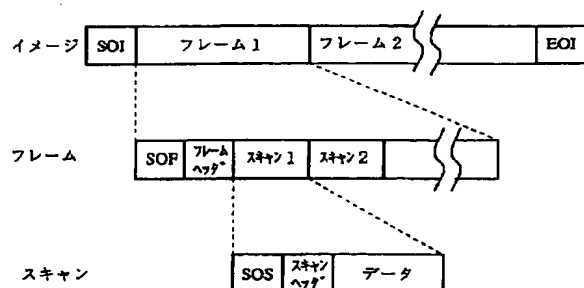 イメージ SOI フレーム 1 フレーム 2 EOI
フレーム SOF フレームヘッダ スキャン 1 スキャン 2
スキャン SOS スキャンヘッダ データ